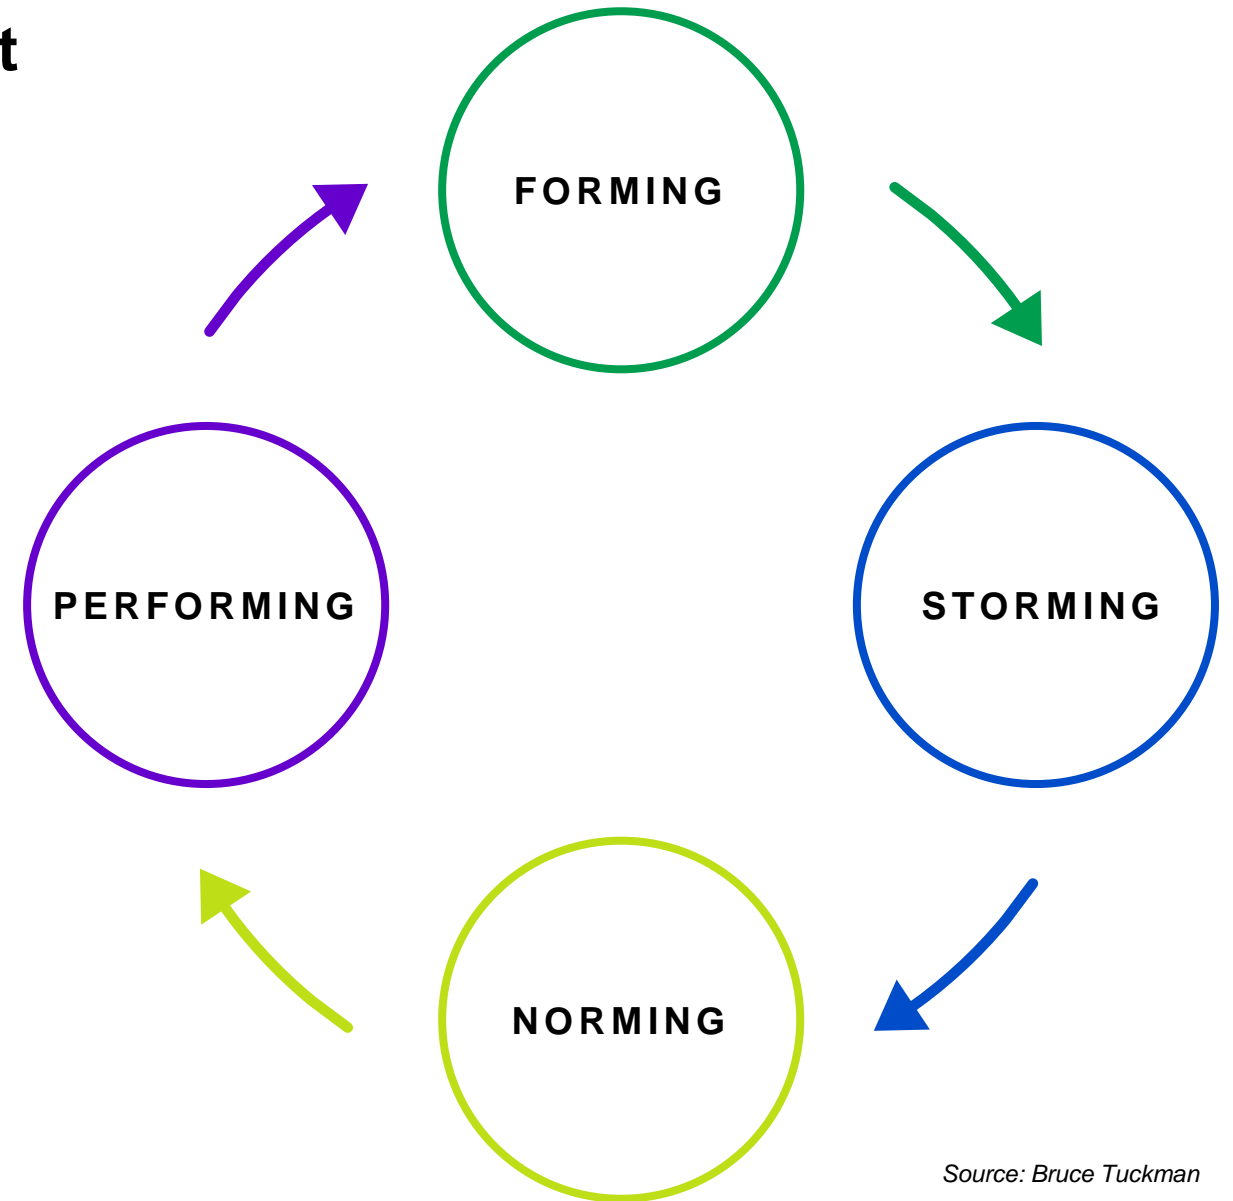 t
FORMING
PERFORMING
STORMING
NORMING
Source: Bruce Tuckman